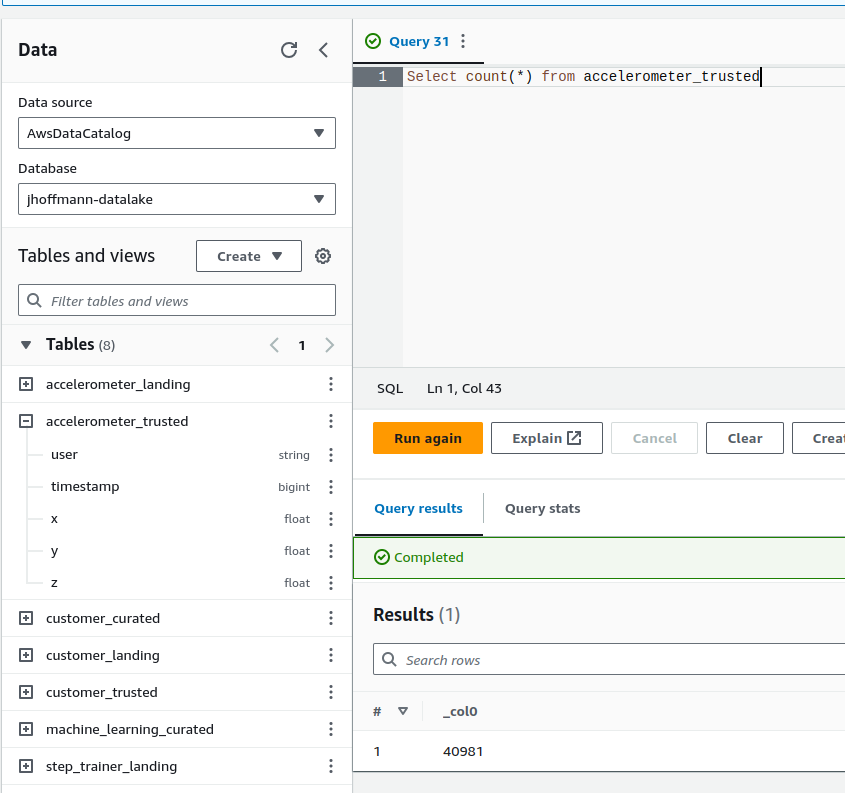 Data
Data source
AwsDataCatalog
Database
jhoffmann-datalake
Tables and views
Create
Filter tables and views
Tables (8)
1
accelerometer_landing
accelerometer_trusted
user string
timestamp bigint
x float
y float
z float
customer_curated
customer_landing
customer_trusted
machine_learning_curated
step_trainer_landing
Query 31
1 Select count(*) from accelerometer_trusted
SQL Ln 1, Col 43
Run again Explain Cancel Clear Creat
Query results Query stats
Completed
Results (1)
Search rows
# _col0
1 40981